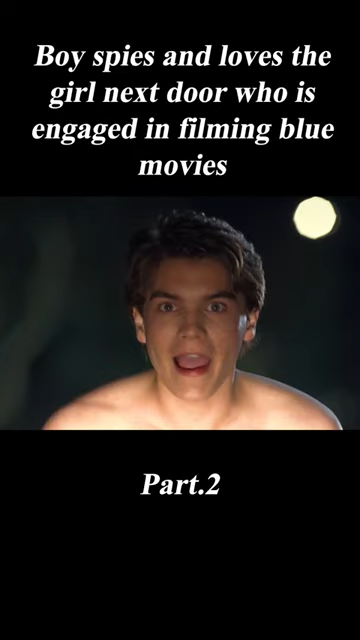 Boy spies and loves the
girl next door who is
engaged in filming blue
movies
Part.2